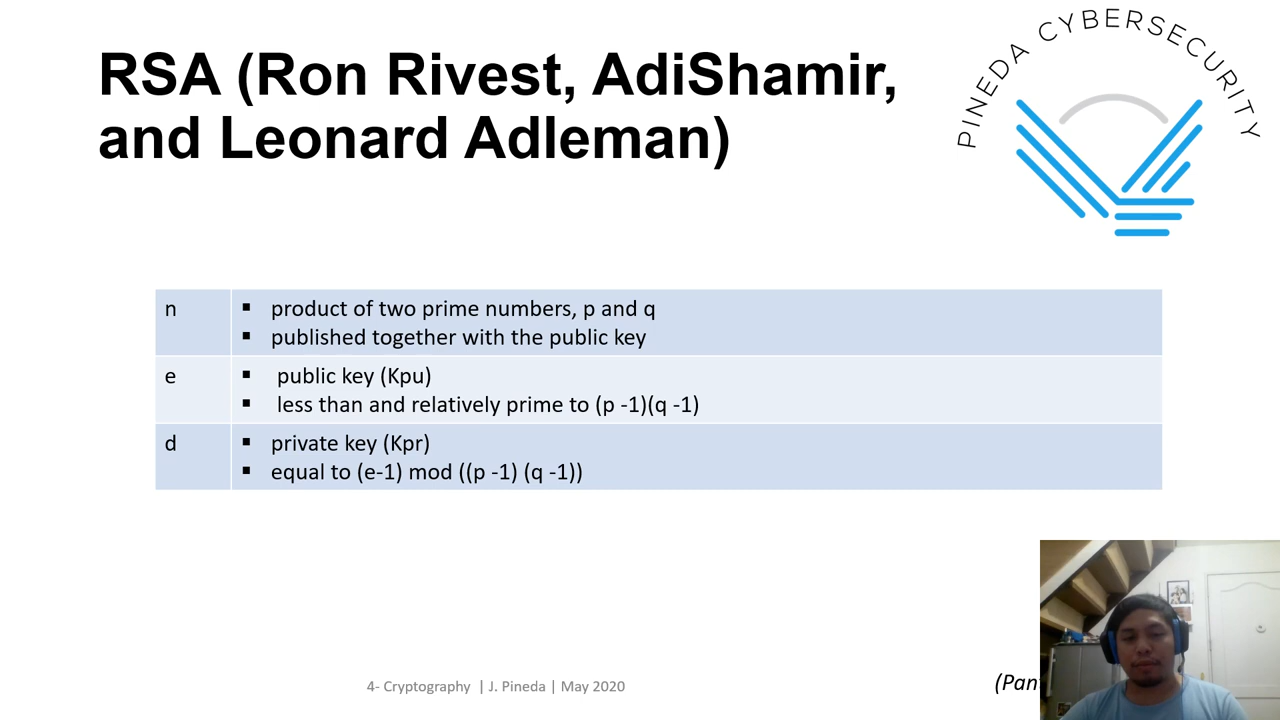 PINEDA CYBERSECURITY
RSA (Ron Rivest, AdiShamir,
and Leonard Adleman)
n
▪ product of two prime numbers, p and q
▪ published together with the public key
e
▪ public key (Kpu)
▪ less than and relatively prime to (p -1)(q -1)
d
▪ private key (Kpr)
▪ equal to (e-1) mod ((p -1) (q -1))
4- Cryptography | J. Pineda | May 2020